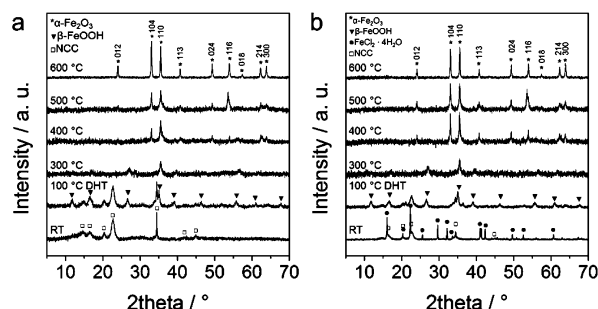 a
*α-Fe₂O₃
▼β-FeOOH
□NCC
* 012
* 104
* 110
* 113
* 024
* 116
* 018
* 214
* 300
600 °C
500 °C
400 °C
300 °C
100 °C DHT
RT
Intensity / a. u.
10 20 30 40 50 60 70
2theta / °
b
*α-Fe₂O₃
▼β-FeOOH
●FeCl₂ · 4H₂O
□NCC
* 012
* 104
* 110
* 113
* 024
* 116
* 018
* 214
* 300
600 °C
500 °C
400 °C
300 °C
100 °C DHT
RT
Intensity / a. u.
10 20 30 40 50 60 70
2theta / °